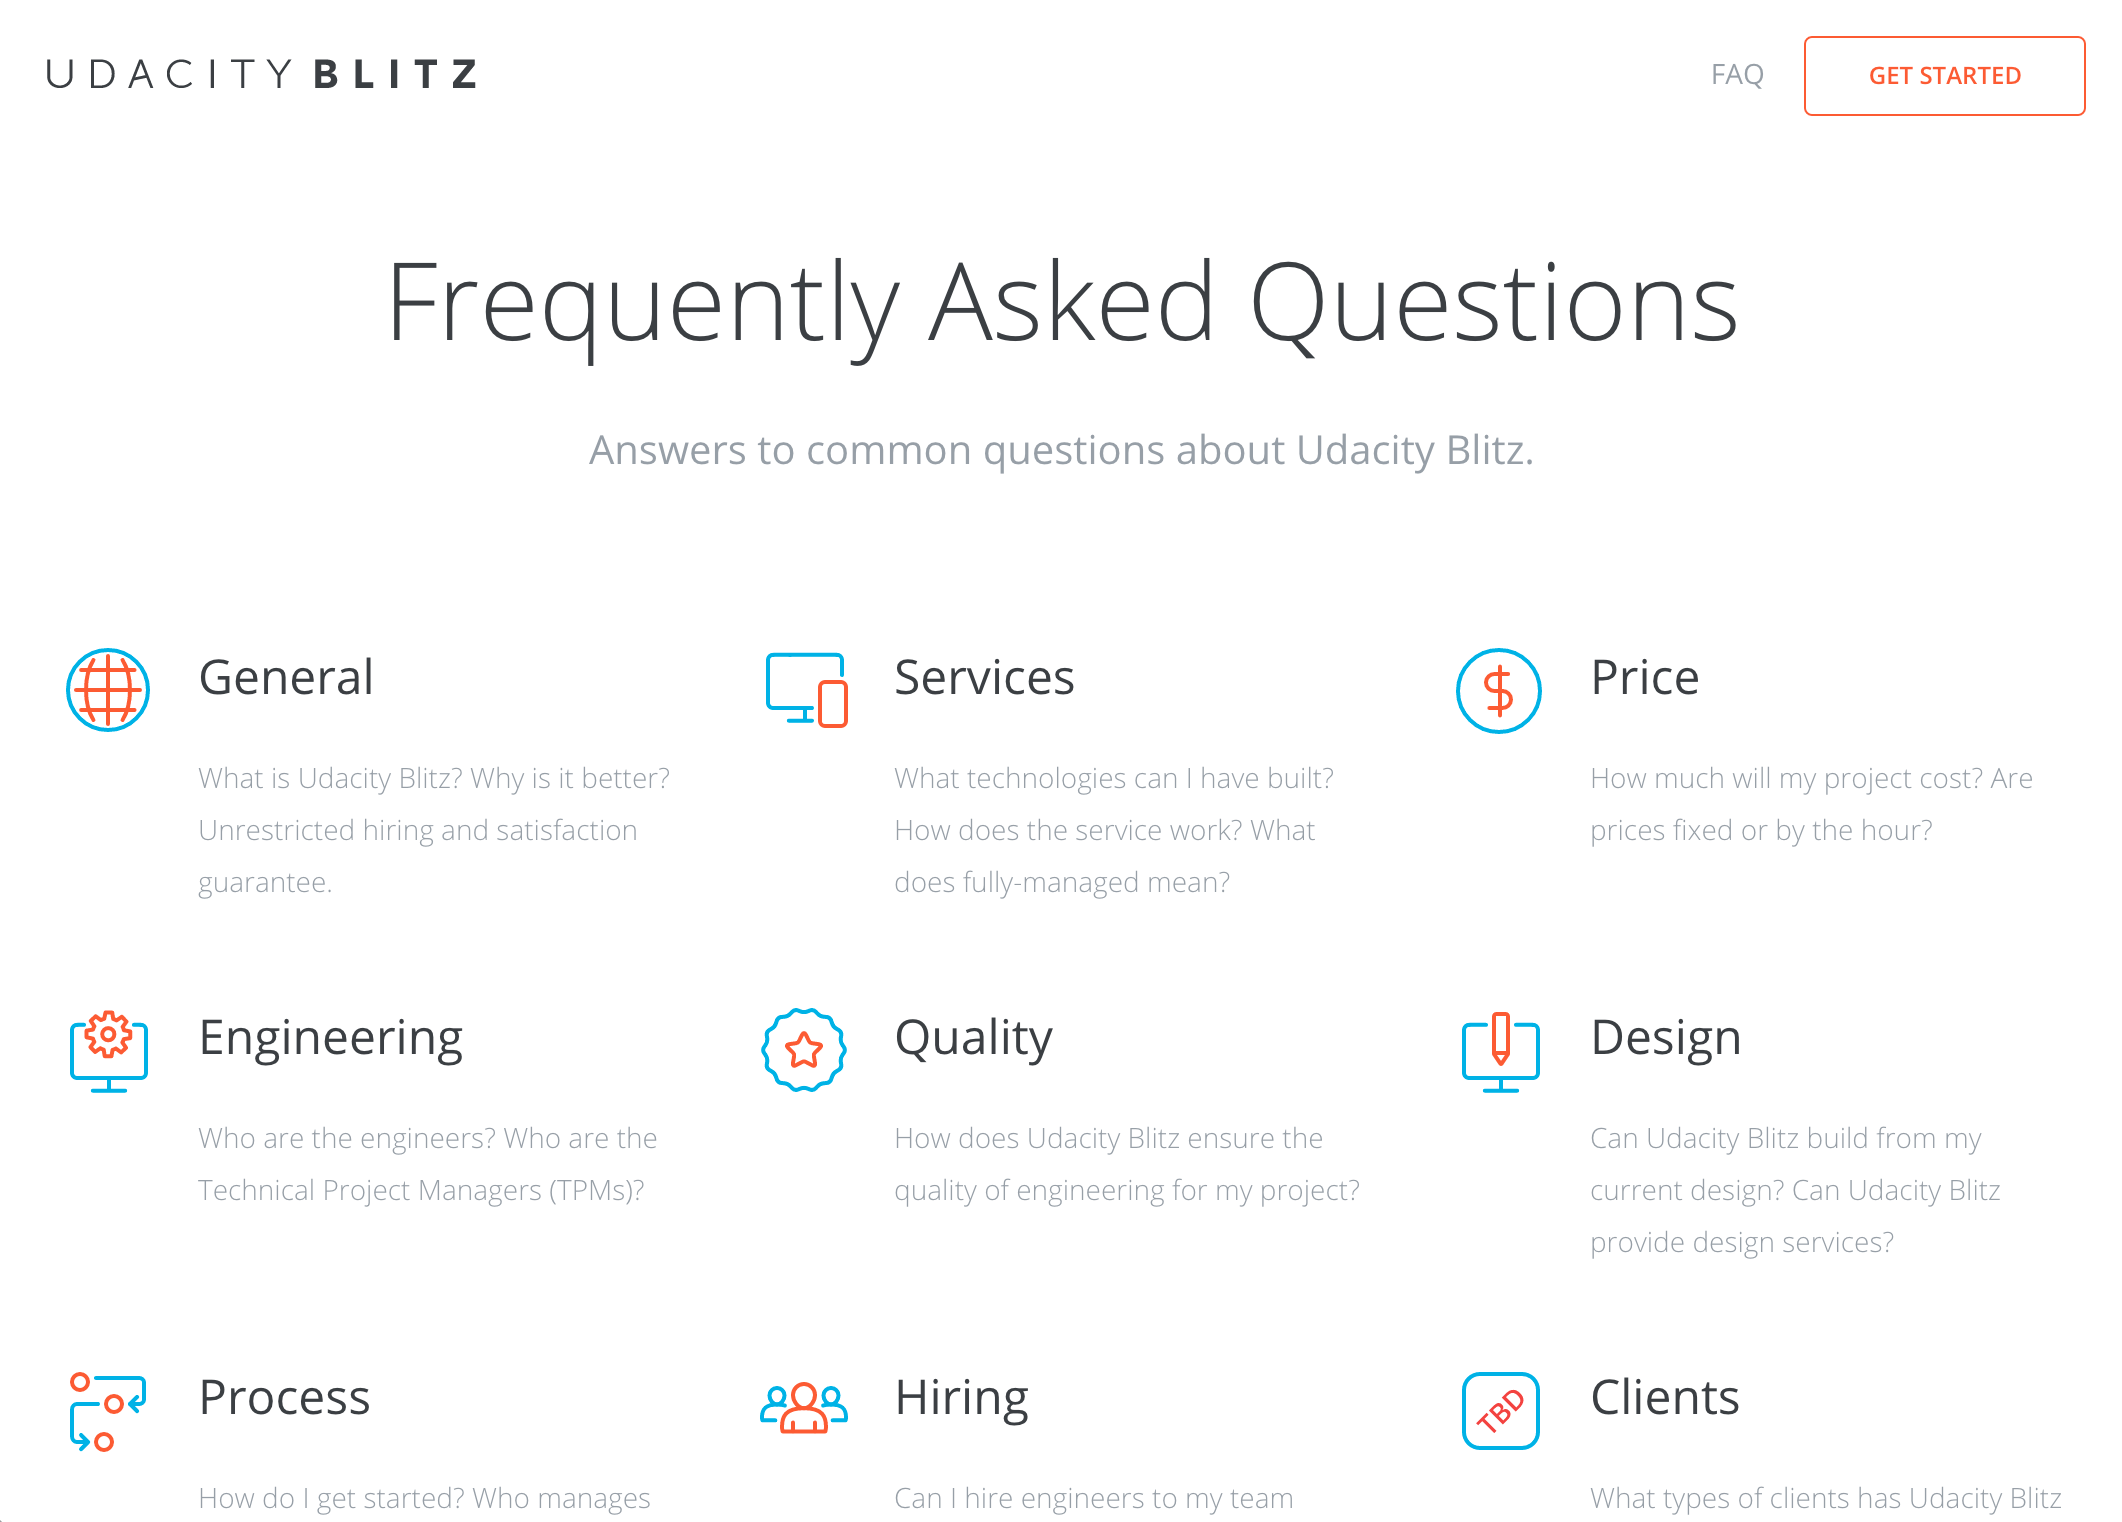 UDACITY BLITZ
FAQ
GET STARTED
Frequently Asked Questions
Answers to common questions about Udacity Blitz.
General
What is Udacity Blitz? Why is it better?
Unrestricted hiring and satisfaction
guarantee.
Services
What technologies can I have built?
How does the service work? What
does fully-managed mean?
Price
How much will my project cost? Are
prices fixed or by the hour?
Engineering
Who are the engineers? Who are the
Technical Project Managers (TPMs)?
Quality
How does Udacity Blitz ensure the
quality of engineering for my project?
Design
Can Udacity Blitz build from my
current design? Can Udacity Blitz
provide design services?
Process
How do I get started? Who manages
Hiring
Can I hire engineers to my team
TBD
Clients
What types of clients has Udacity Blitz